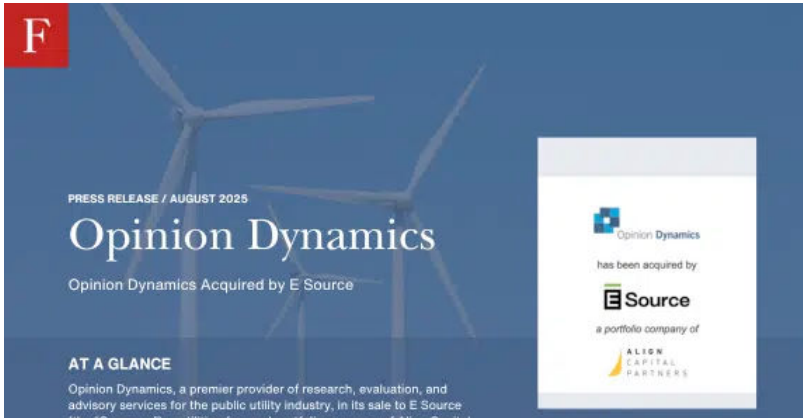 F
PRESS RELEASE / AUGUST 2025
Opinion Dynamics
Opinion Dynamics Acquired by E Source
Opinion Dynamics
has been acquired by
E Source
a portfolio company of
ALIGN
CAPITAL
PARTNERS
AT A GLANCE
Opinion Dynamics, a premier provider of research, evaluation, and
advisory services for the public utility industry, in its sale to E Source